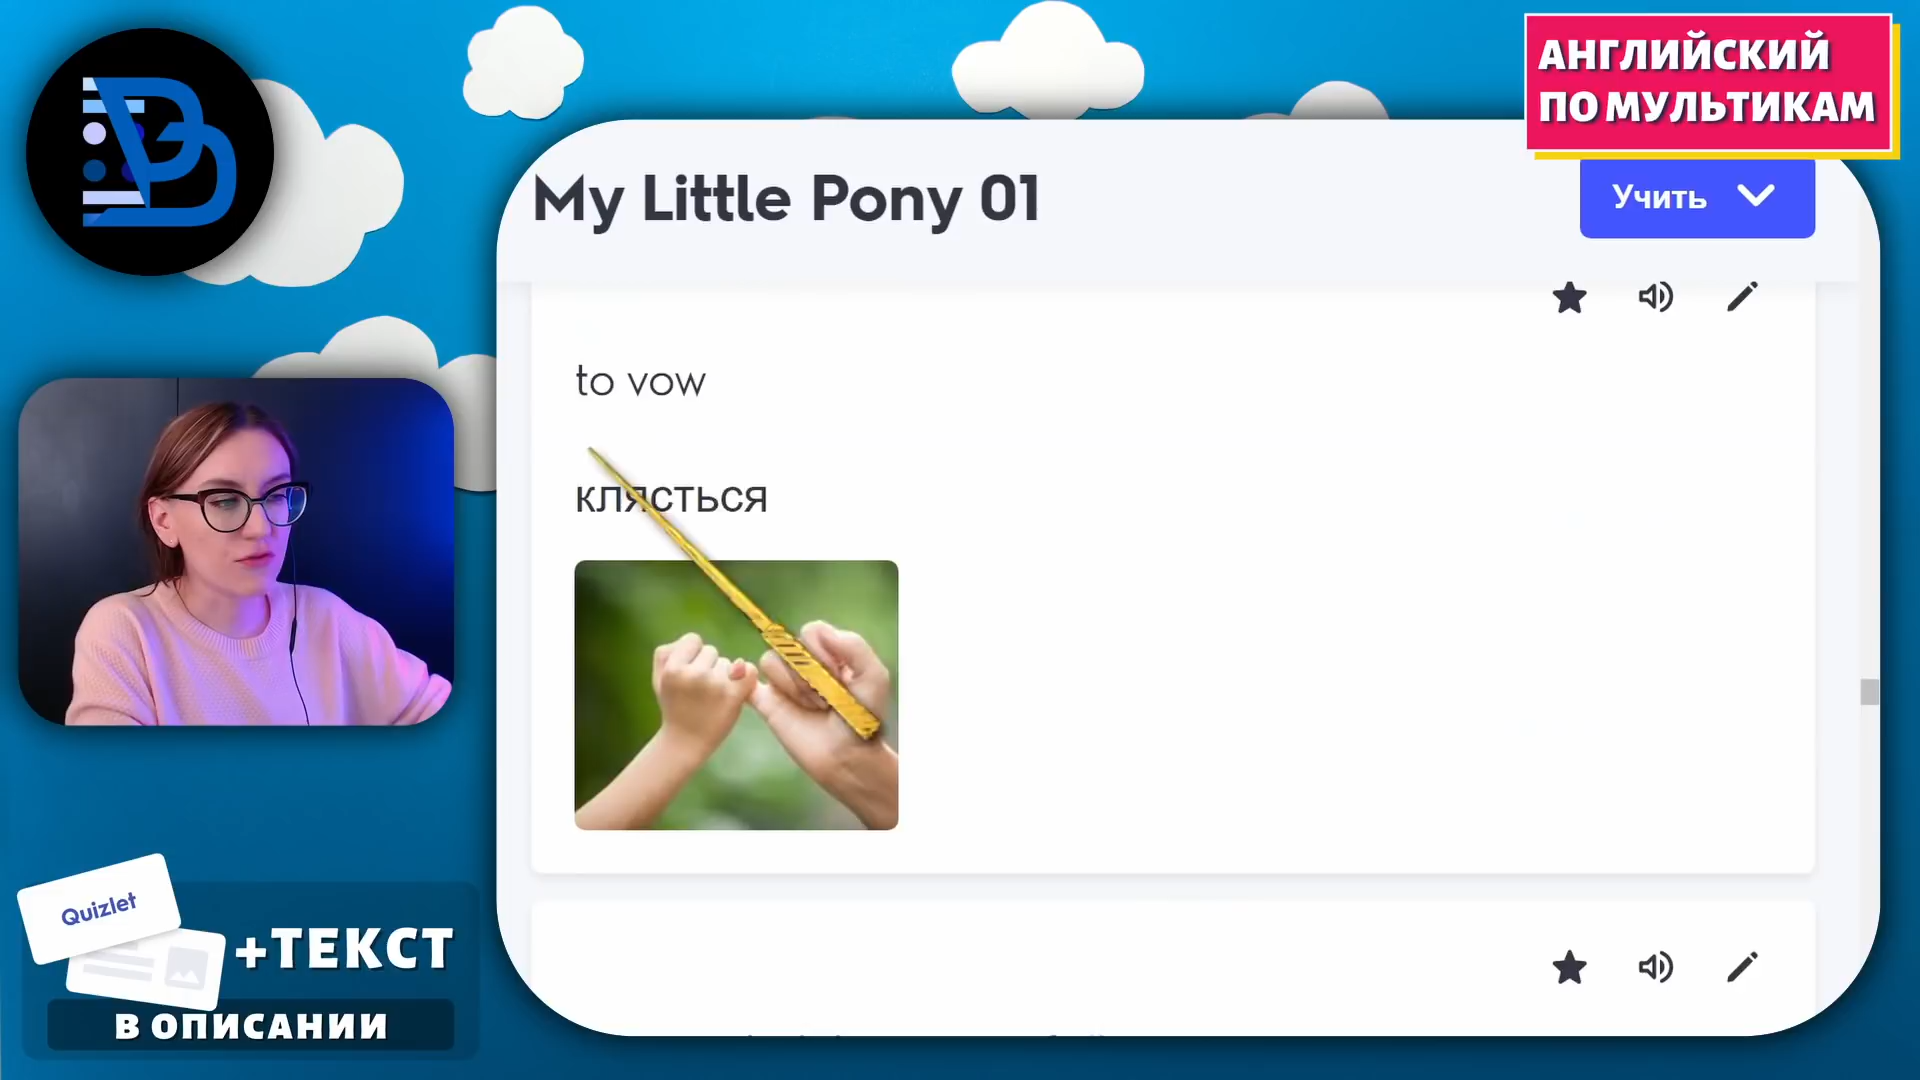 АНГЛИЙСКИЙ
ПО МУЛЬТИКАМ
My Little Pony 01
Учить
to vow
клясться
Quizlet
+ТЕКСТ
В ОПИСАНИИ